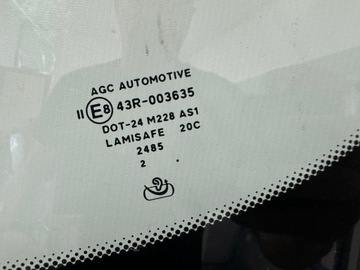 AGC AUTOMOTIVE
II E8 43R-003635
DOT-24 M228 AS1
LAMISAFE 20C
2485
2 .